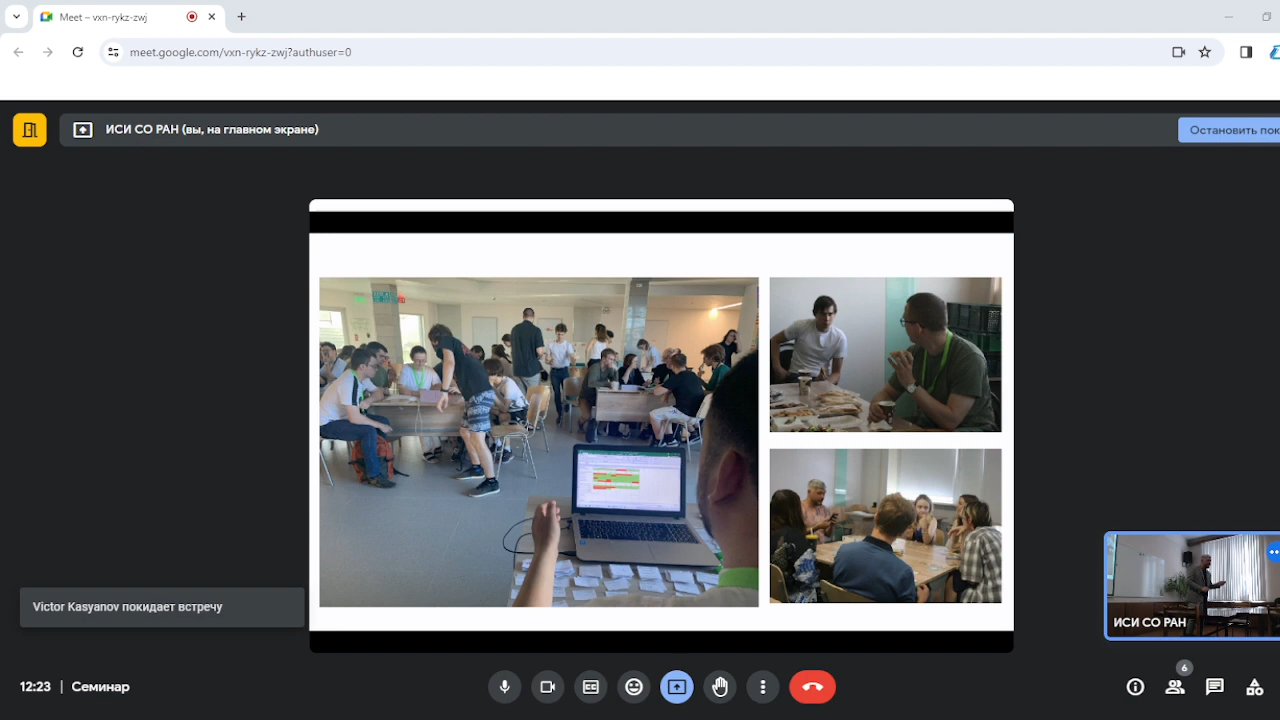 Meet – vxn-rykz-zwj
meet.google.com/vxn-rykz-zwj?authuser=0
ИСИ СО РАН (вы, на главном экране)
Остановить пок
Victor Kasyanov покидает встречу
ИСИ СО РАН
12:23 | Семинар
6